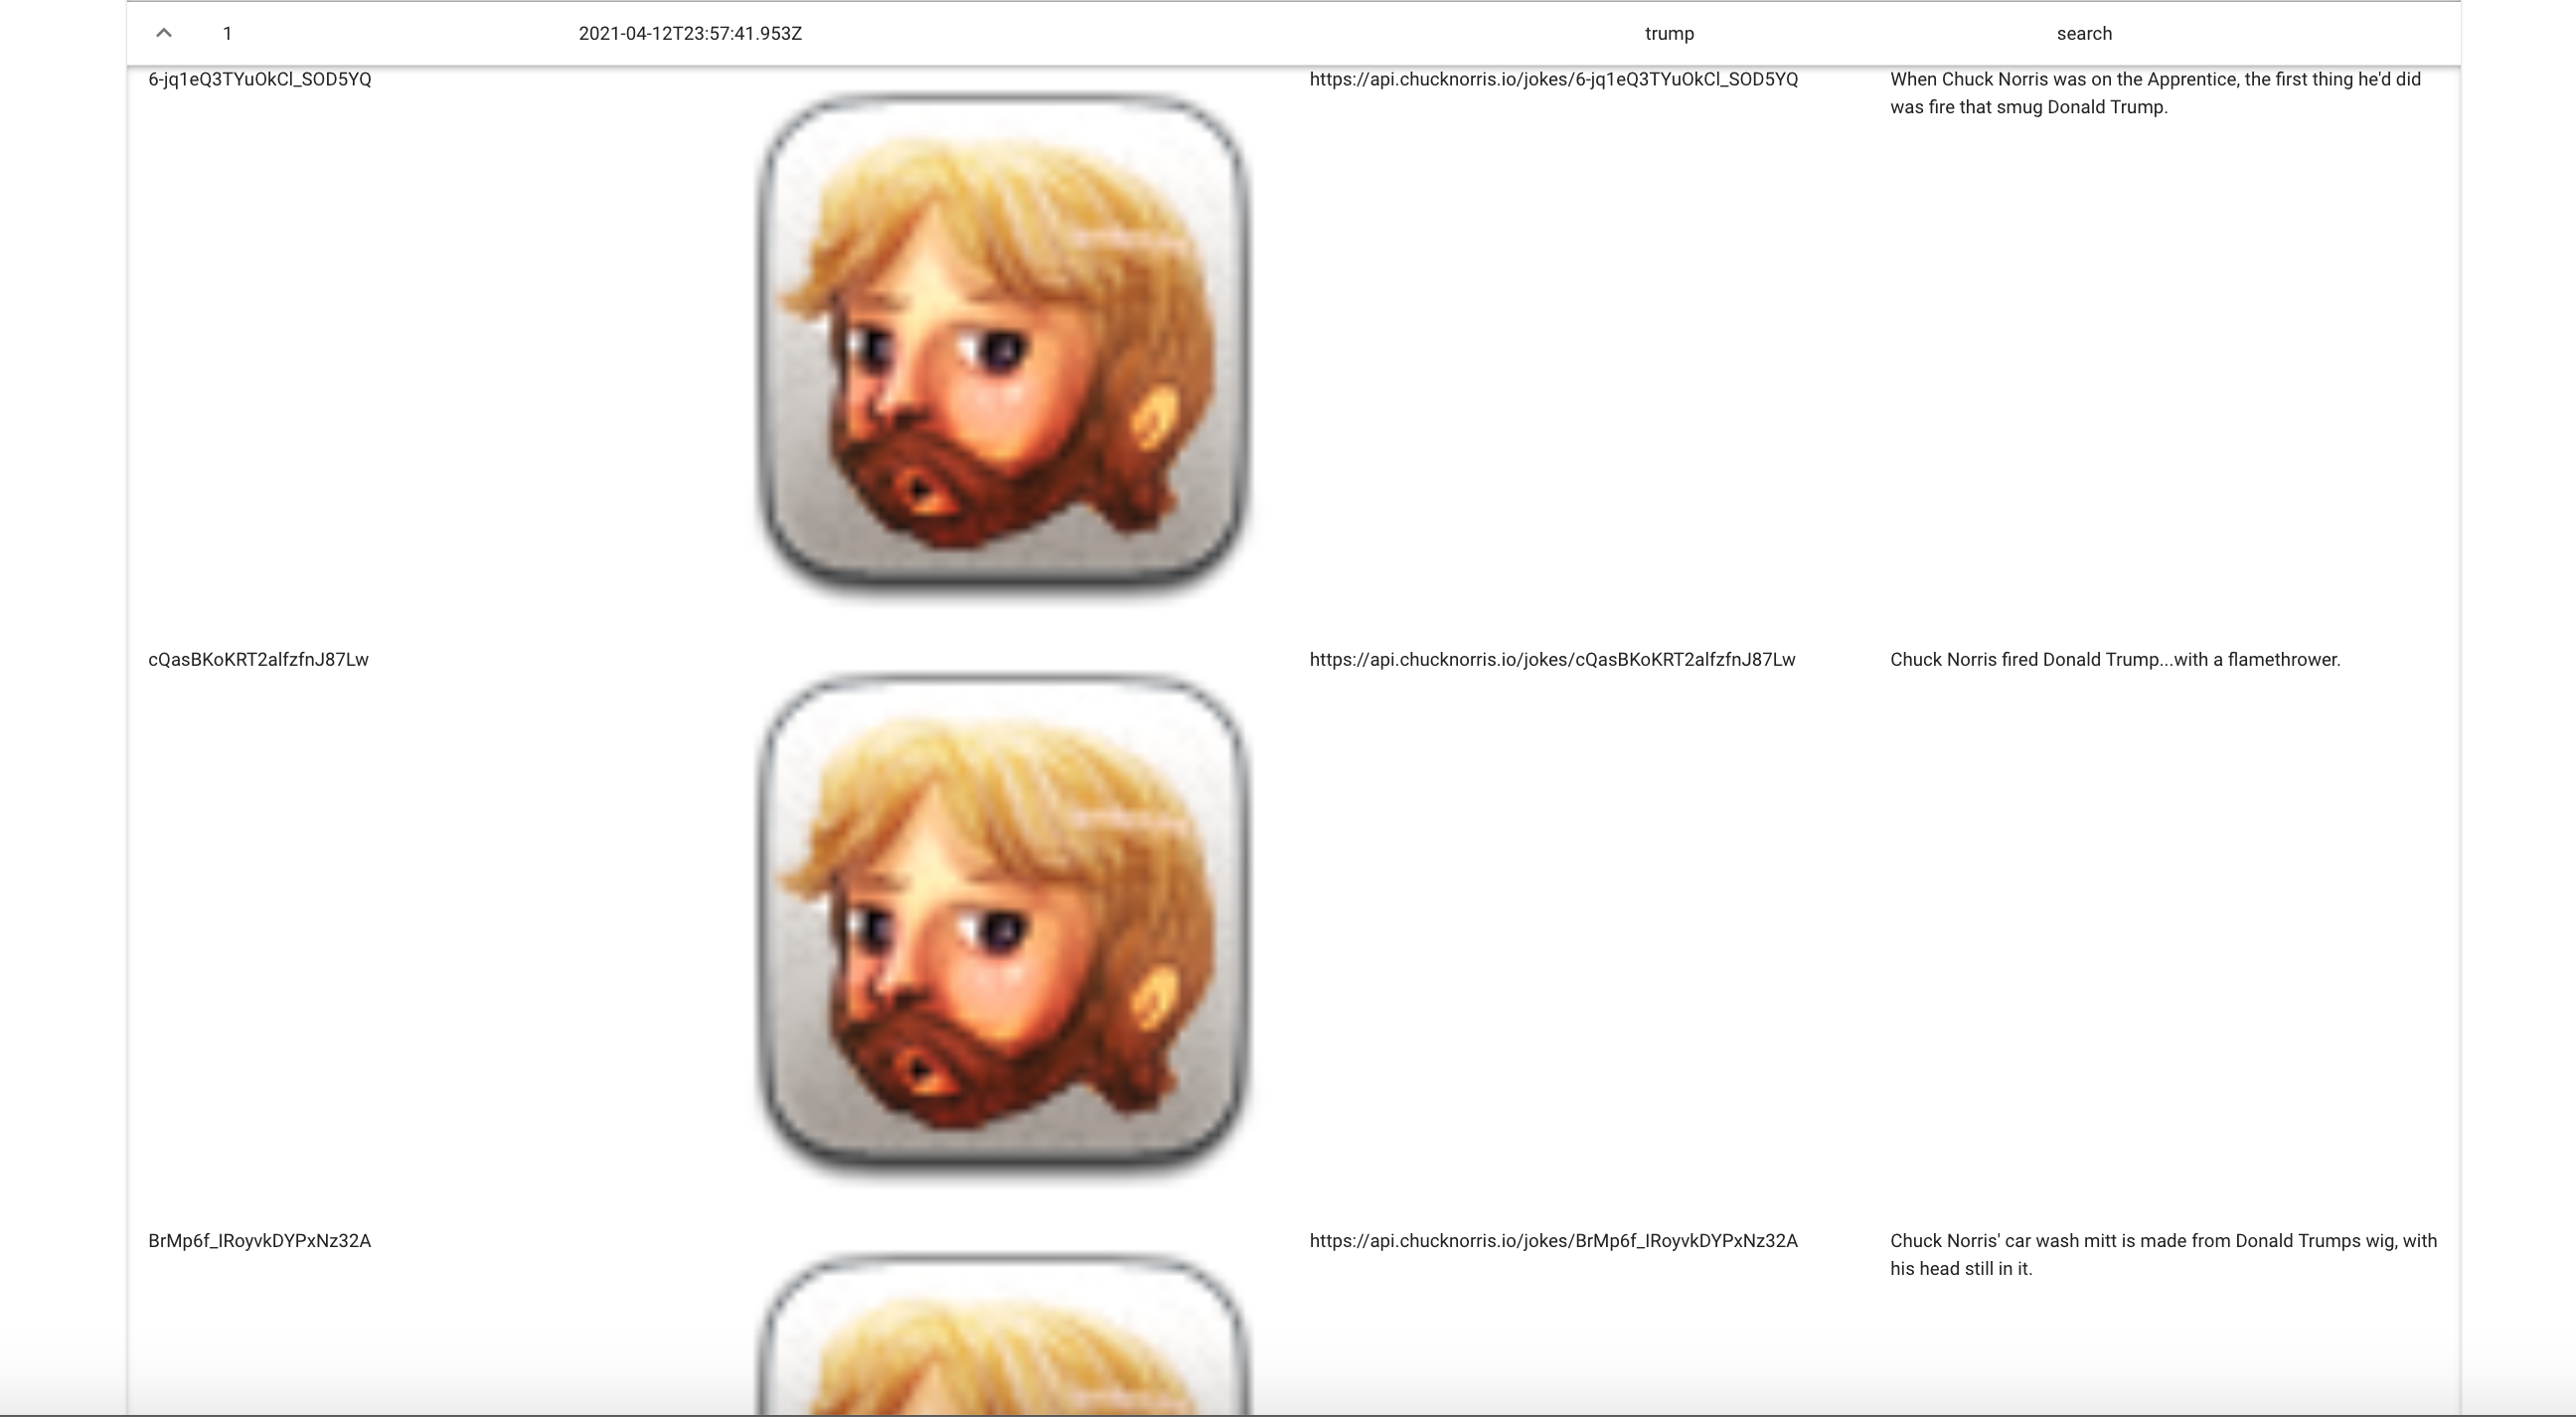 1 2021-04-12T23:57:41.953Z trump search
6-jq1eQ3TYuOkCl_SOD5YQ https://api.chucknorris.io/jokes/6-jq1eQ3TYuOkCl_SOD5YQ When Chuck Norris was on the Apprentice, the first thing he'd did
was fire that smug Donald Trump.
cQasBKoKRT2alfzfnJ87Lw https://api.chucknorris.io/jokes/cQasBKoKRT2alfzfnJ87Lw Chuck Norris fired Donald Trump...with a flamethrower.
BrMp6f_IRoyvkDYPxNz32A https://api.chucknorris.io/jokes/BrMp6f_IRoyvkDYPxNz32A Chuck Norris' car wash mitt is made from Donald Trumps wig, with
his head still in it.